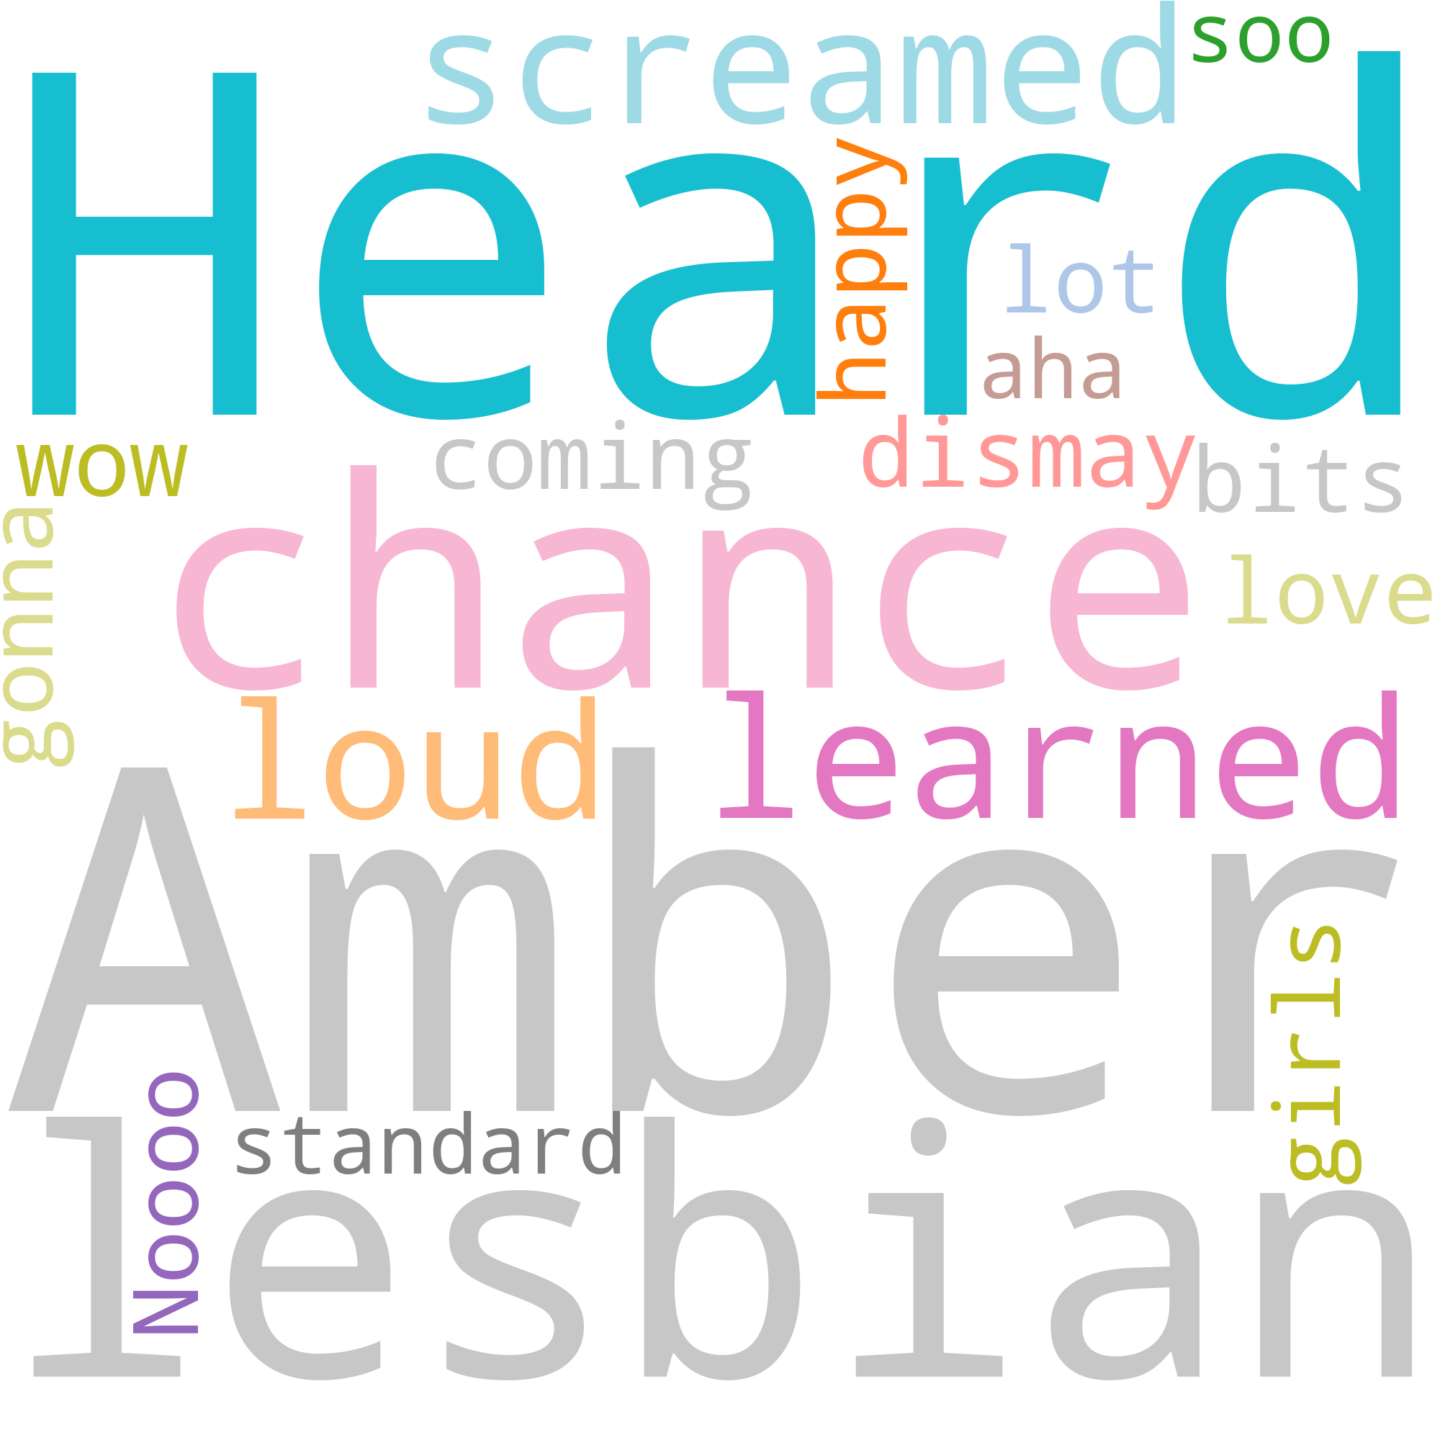 screamed soo
Heard
happy
lot
aha
wow coming dismay bits
gonna
chance
love
loud learned
Amber
girls
Noooo
standard
lesbian